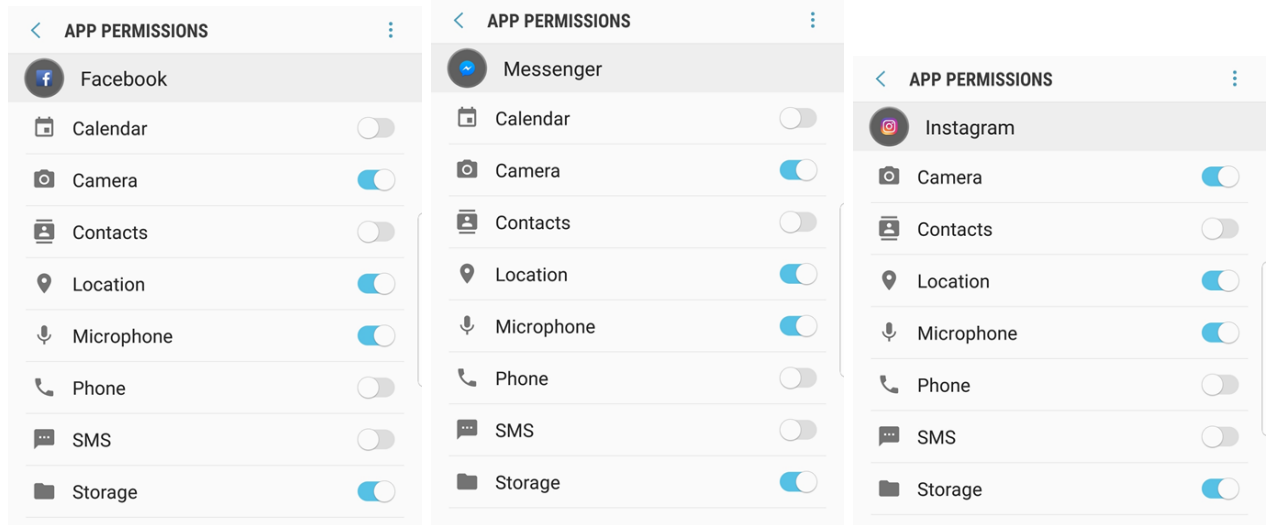 APP PERMISSIONS
Facebook
Calendar
Camera
Contacts
Location
Microphone
Phone
SMS
Storage
APP PERMISSIONS
Messenger
Calendar
Camera
Contacts
Location
Microphone
Phone
SMS
Storage
APP PERMISSIONS
Instagram
Camera
Contacts
Location
Microphone
Phone
SMS
Storage